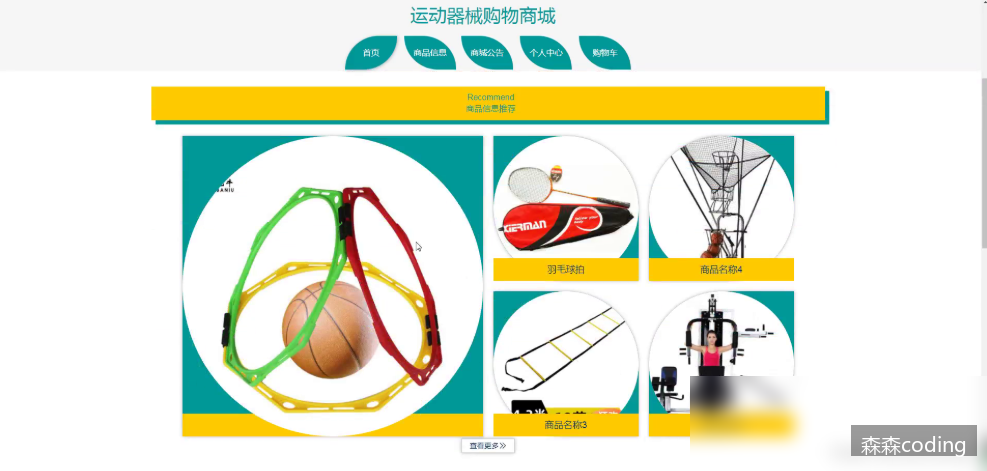 运动器械购物商城
首页
商品信息
商城公告
个人中心
购物车
Recommend
商品信息推荐
KIERMAN
羽毛球拍
商品名称4
商品名称3
查看更多
森森coding